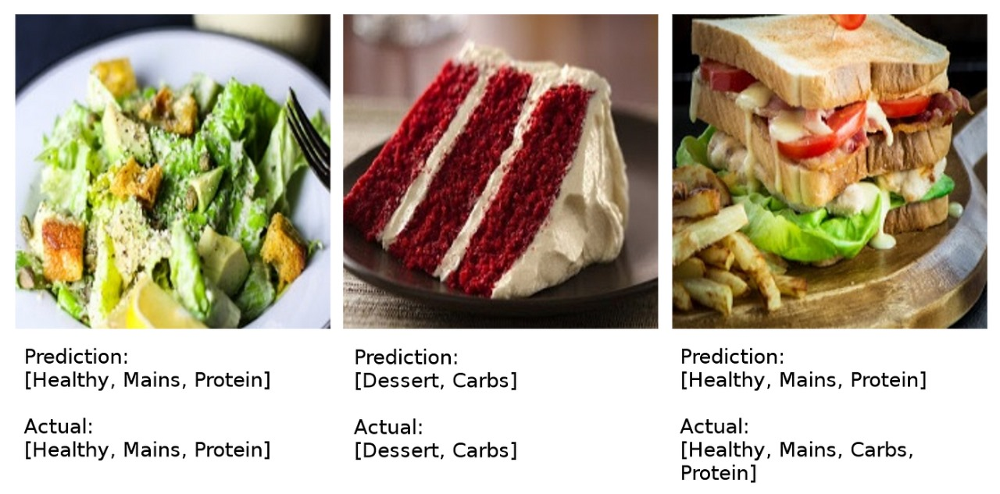 Prediction:
[Healthy, Mains, Protein]
Actual:
[Healthy, Mains, Protein]
Prediction:
[Dessert, Carbs]
Actual:
[Dessert, Carbs]
Prediction:
[Healthy, Mains, Protein]
Actual:
[Healthy, Mains, Carbs,
Protein]